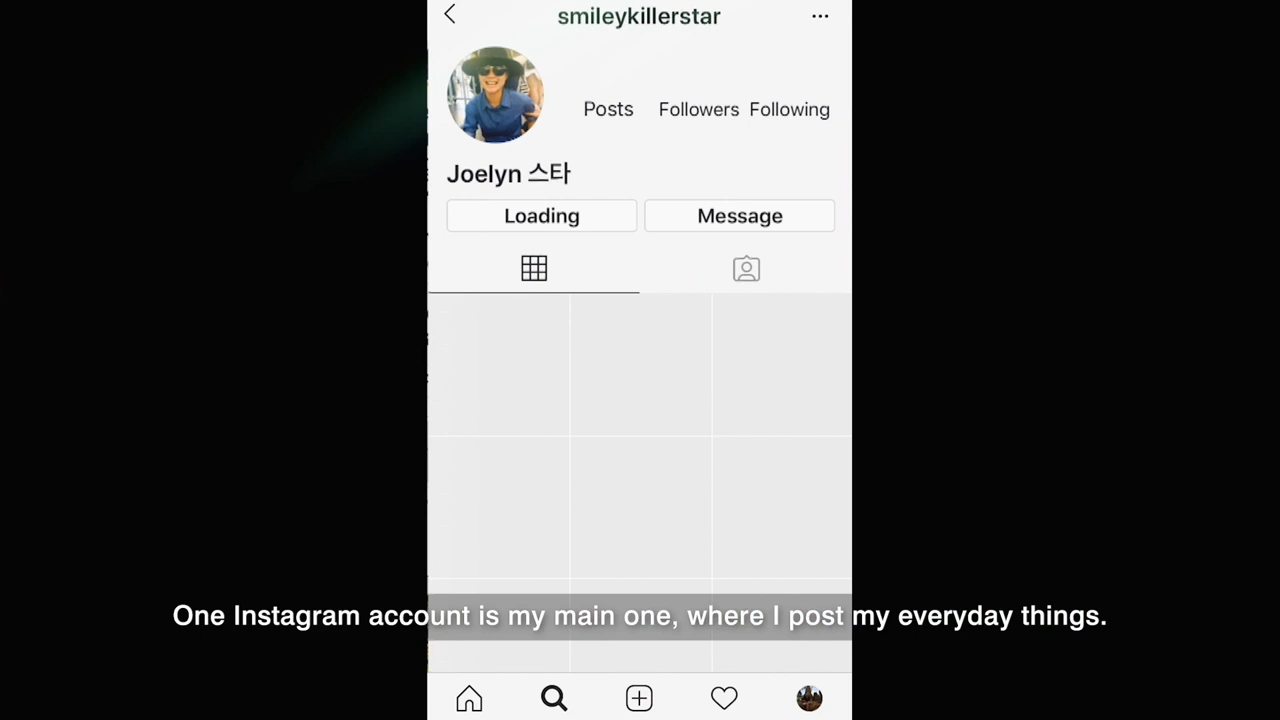 smileykillerstar
Posts Followers Following
Joelyn 스타
Loading Message
One Instagram account is my main one, where I post my everyday things.